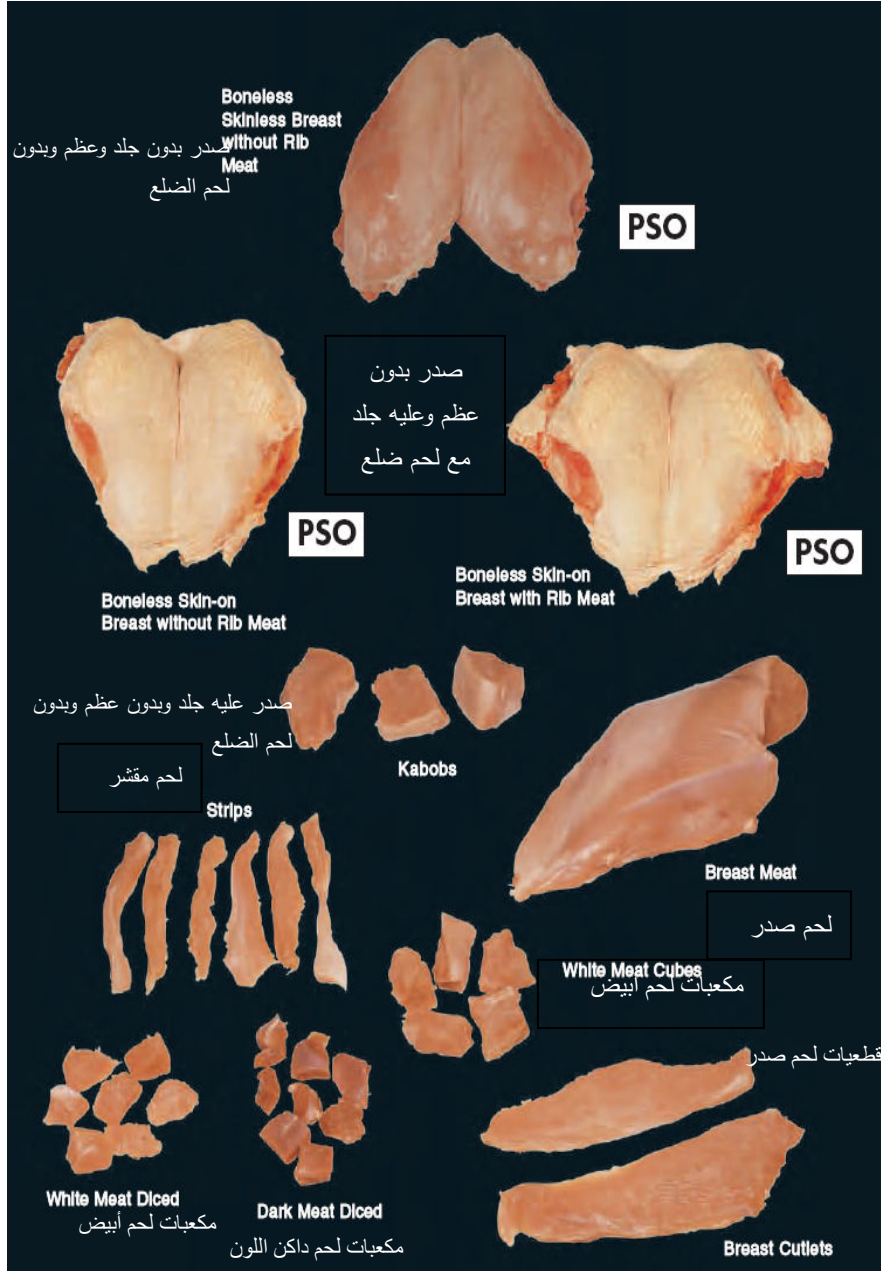 Boneless
Skinless Breast
without Rib
Meat
صدر بدون جلد وعظم وبدون
لحم الضلع
PSO
صدر بدون
عظم وعليه جلد
مع لحم ضلع
PSO
PSO
Boneless Skin-on
Breast without Rib Meat
Boneless Skin-on
Breast with Rib Meat
صدر عليه جلد وبدون عظم وبدون
لحم الضلع
Kabobs
لحم مقشر
Strips
Breast Meat
لحم صدر
White Meat Cubes
مكعبات لحم أبيض
قطعيات لحم صدر
White Meat Diced
مكعبات لحم أبيض
Dark Meat Diced
مكعبات لحم داكن اللون
Breast Cutlets